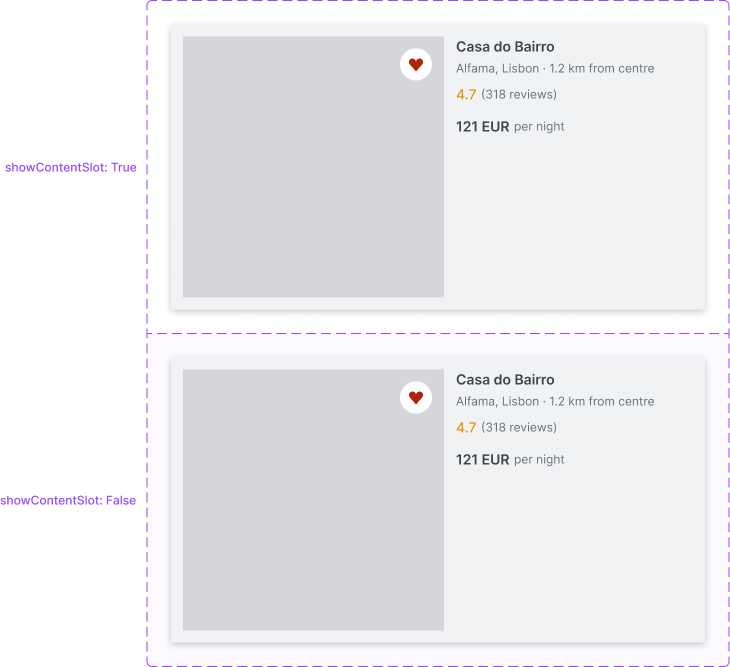 showContentSlot: True
Casa do Bairro
Alfama, Lisbon · 1.2 km from centre
4.7 (318 reviews)
121 EUR per night
showContentSlot: False
Casa do Bairro
Alfama, Lisbon · 1.2 km from centre
4.7 (318 reviews)
121 EUR per night